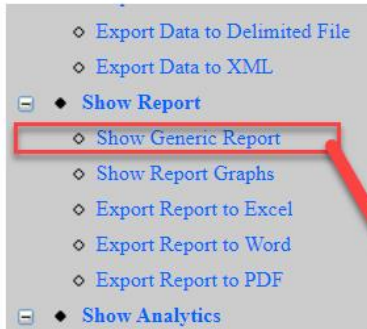 Export Data to Delimited File
Export Data to XML
Show Report
Show Generic Report
Show Report Graphs
Export Report to Excel
Export Report to Word
Export Report to PDF
Show Analytics